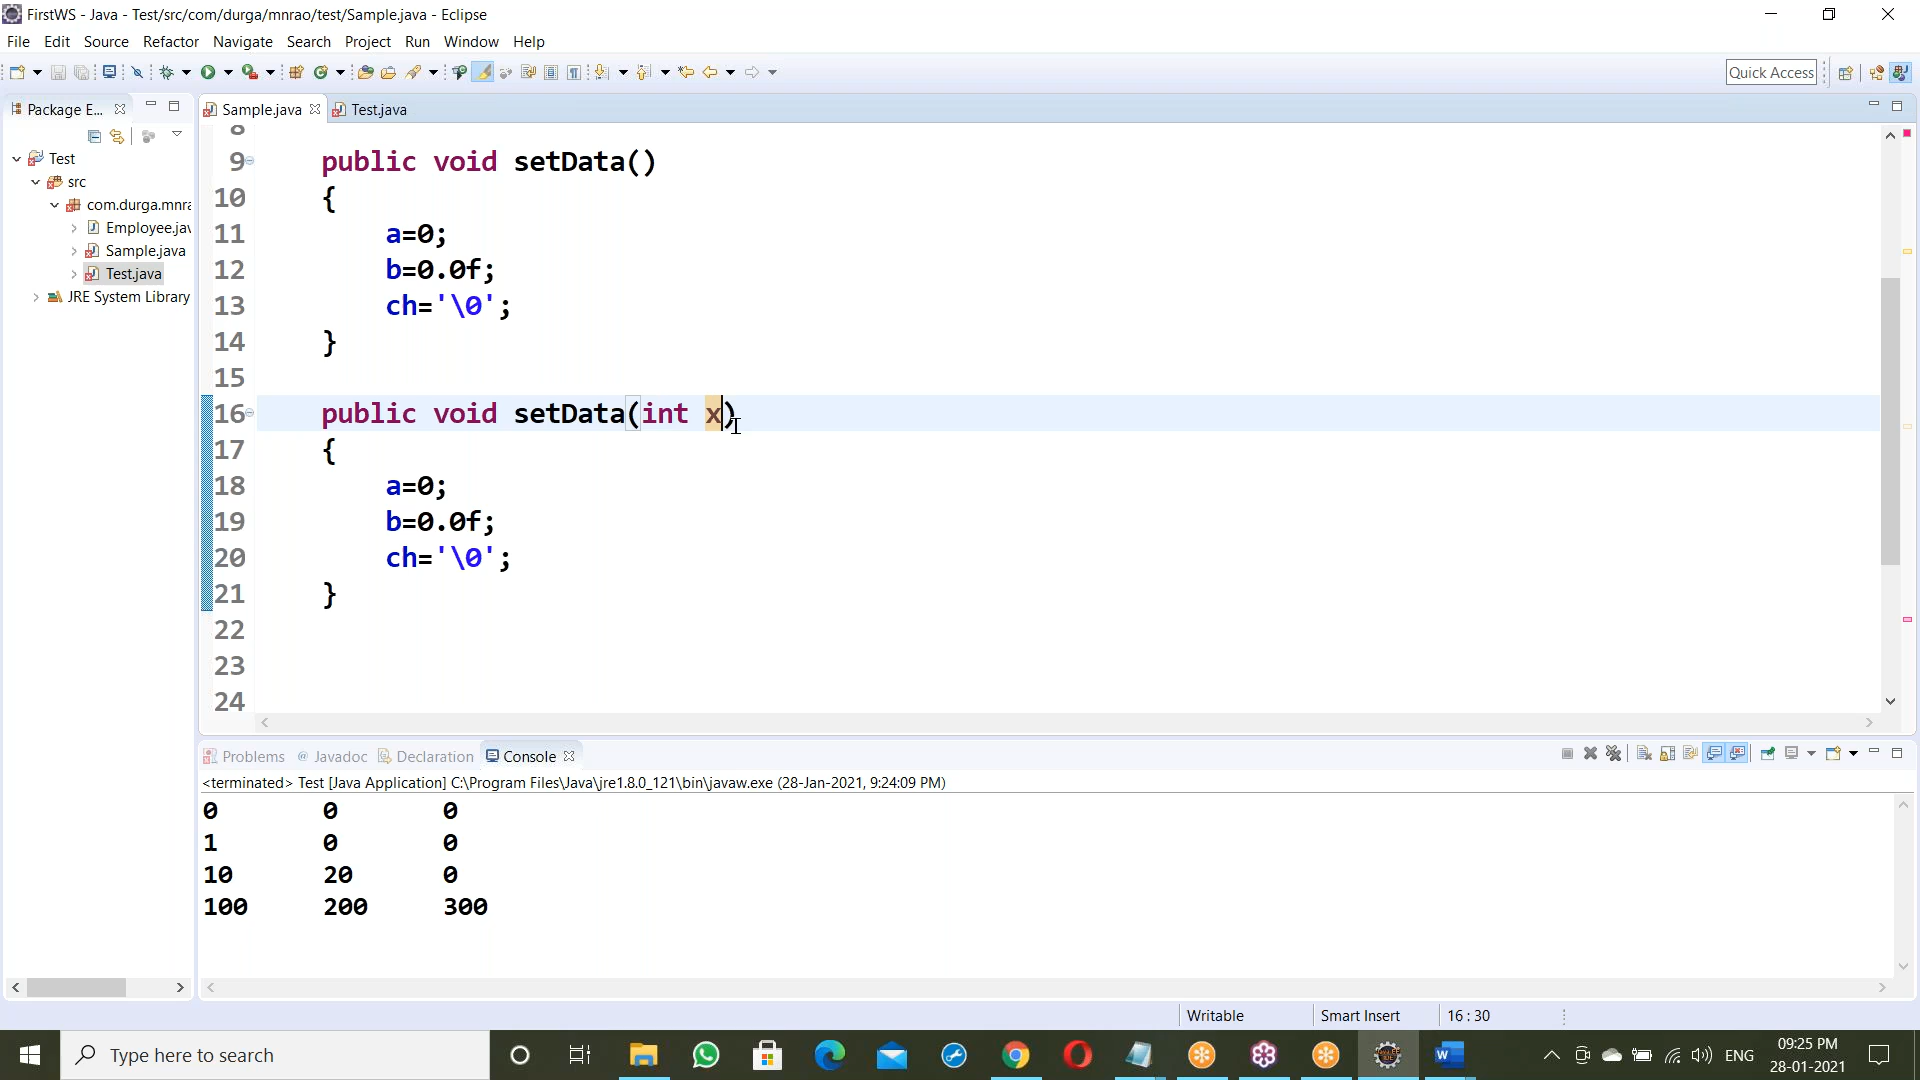 FirstWS - Java - Test/src/com/durga/mnrao/test/Sample.java - Eclipse
File Edit Source Refactor Navigate Search Project Run Window Help
Quick Access
Package E...
Sample.java
Test.java
Test
src
com.durga.mnra
Employee.jav
Sample.java
Test.java
JRE System Library
8
9 public void setData()
10 {
11 a=0;
12 b=0.0f;
13 ch='\0';
14 }
15
16 public void setData(int x)
17 {
18 a=0;
19 b=0.0f;
20 ch='\0';
21 }
22
23
24
Problems @ Javadoc Declaration Console
<terminated> Test [Java Application] C:\Program Files\Java\jre1.8.0_121\bin\javaw.exe (28-Jan-2021, 9:24:09 PM)
0 0 0
1 0 0
10 20 0
100 200 300
Writable Smart Insert 16 : 30
Type here to search
ENG
09:25 PM
28-01-2021